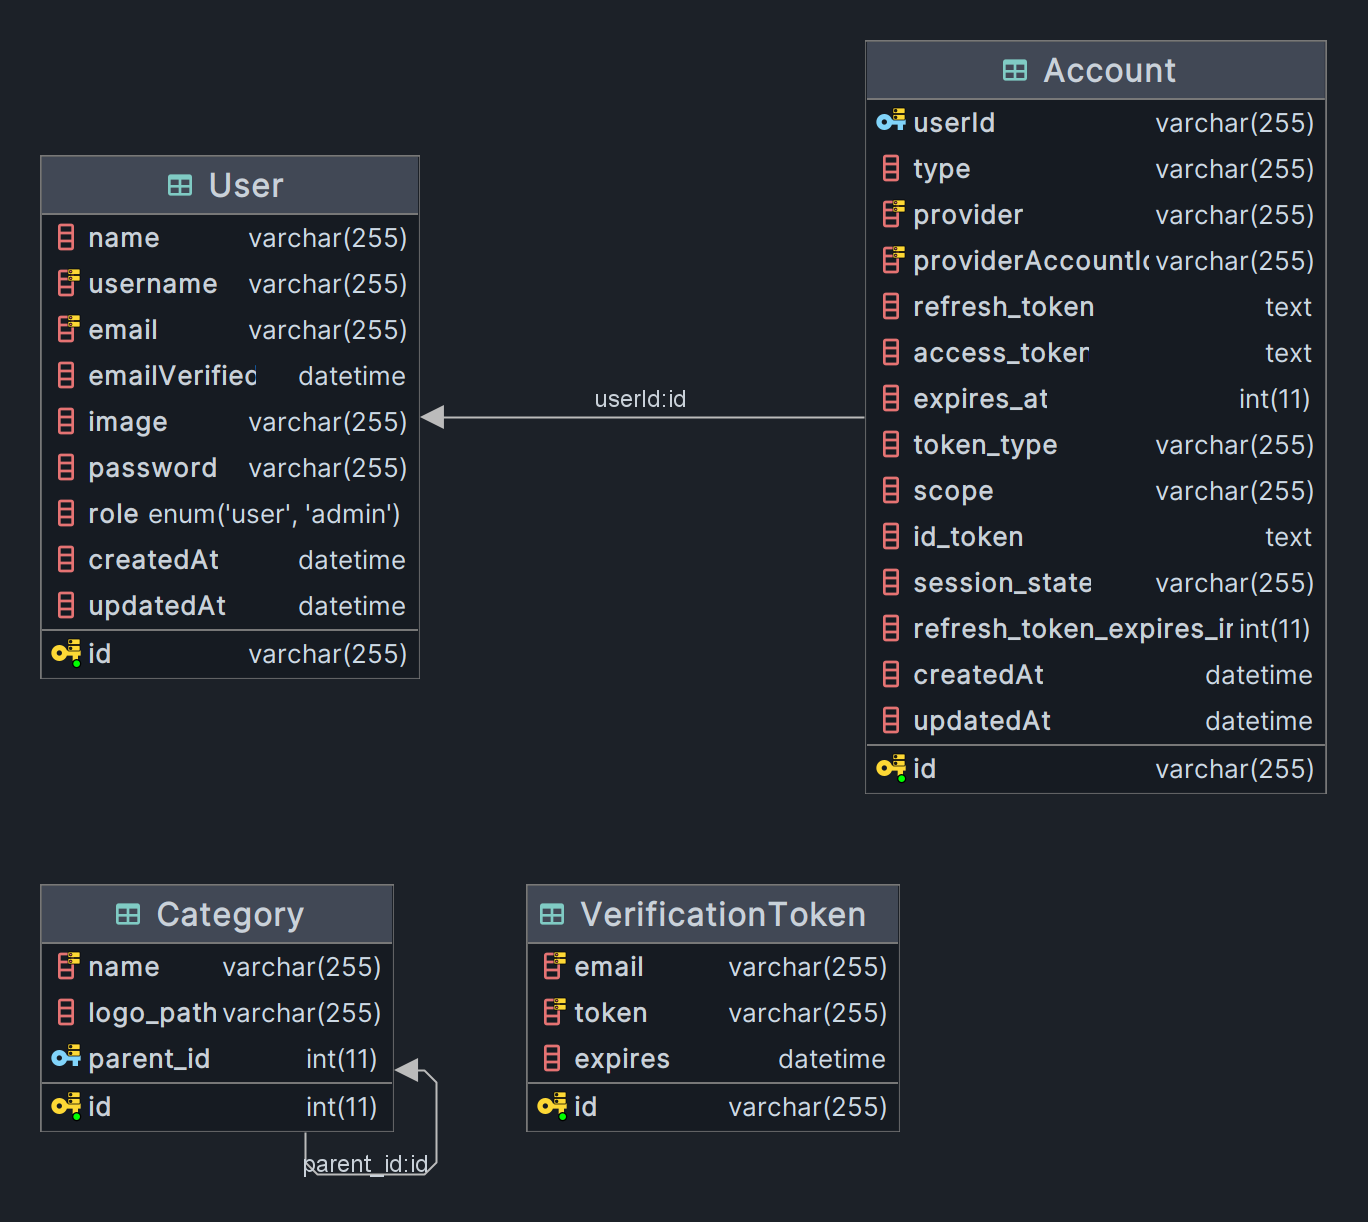 User
name varchar(255)
username varchar(255)
email varchar(255)
emailVerified datetime
image varchar(255)
password varchar(255)
role enum('user', 'admin')
createdAt datetime
updatedAt datetime
id varchar(255)
userId:id
Account
userId varchar(255)
type varchar(255)
provider varchar(255)
providerAccountId varchar(255)
refresh_token text
access_token text
expires_at int(11)
token_type varchar(255)
scope varchar(255)
id_token text
session_state varchar(255)
refresh_token_expires_in int(11)
createdAt datetime
updatedAt datetime
id varchar(255)
Category
name varchar(255)
logo_path varchar(255)
parent_id int(11)
id int(11)
parent_id:id
VerificationToken
email varchar(255)
token varchar(255)
expires datetime
id varchar(255)